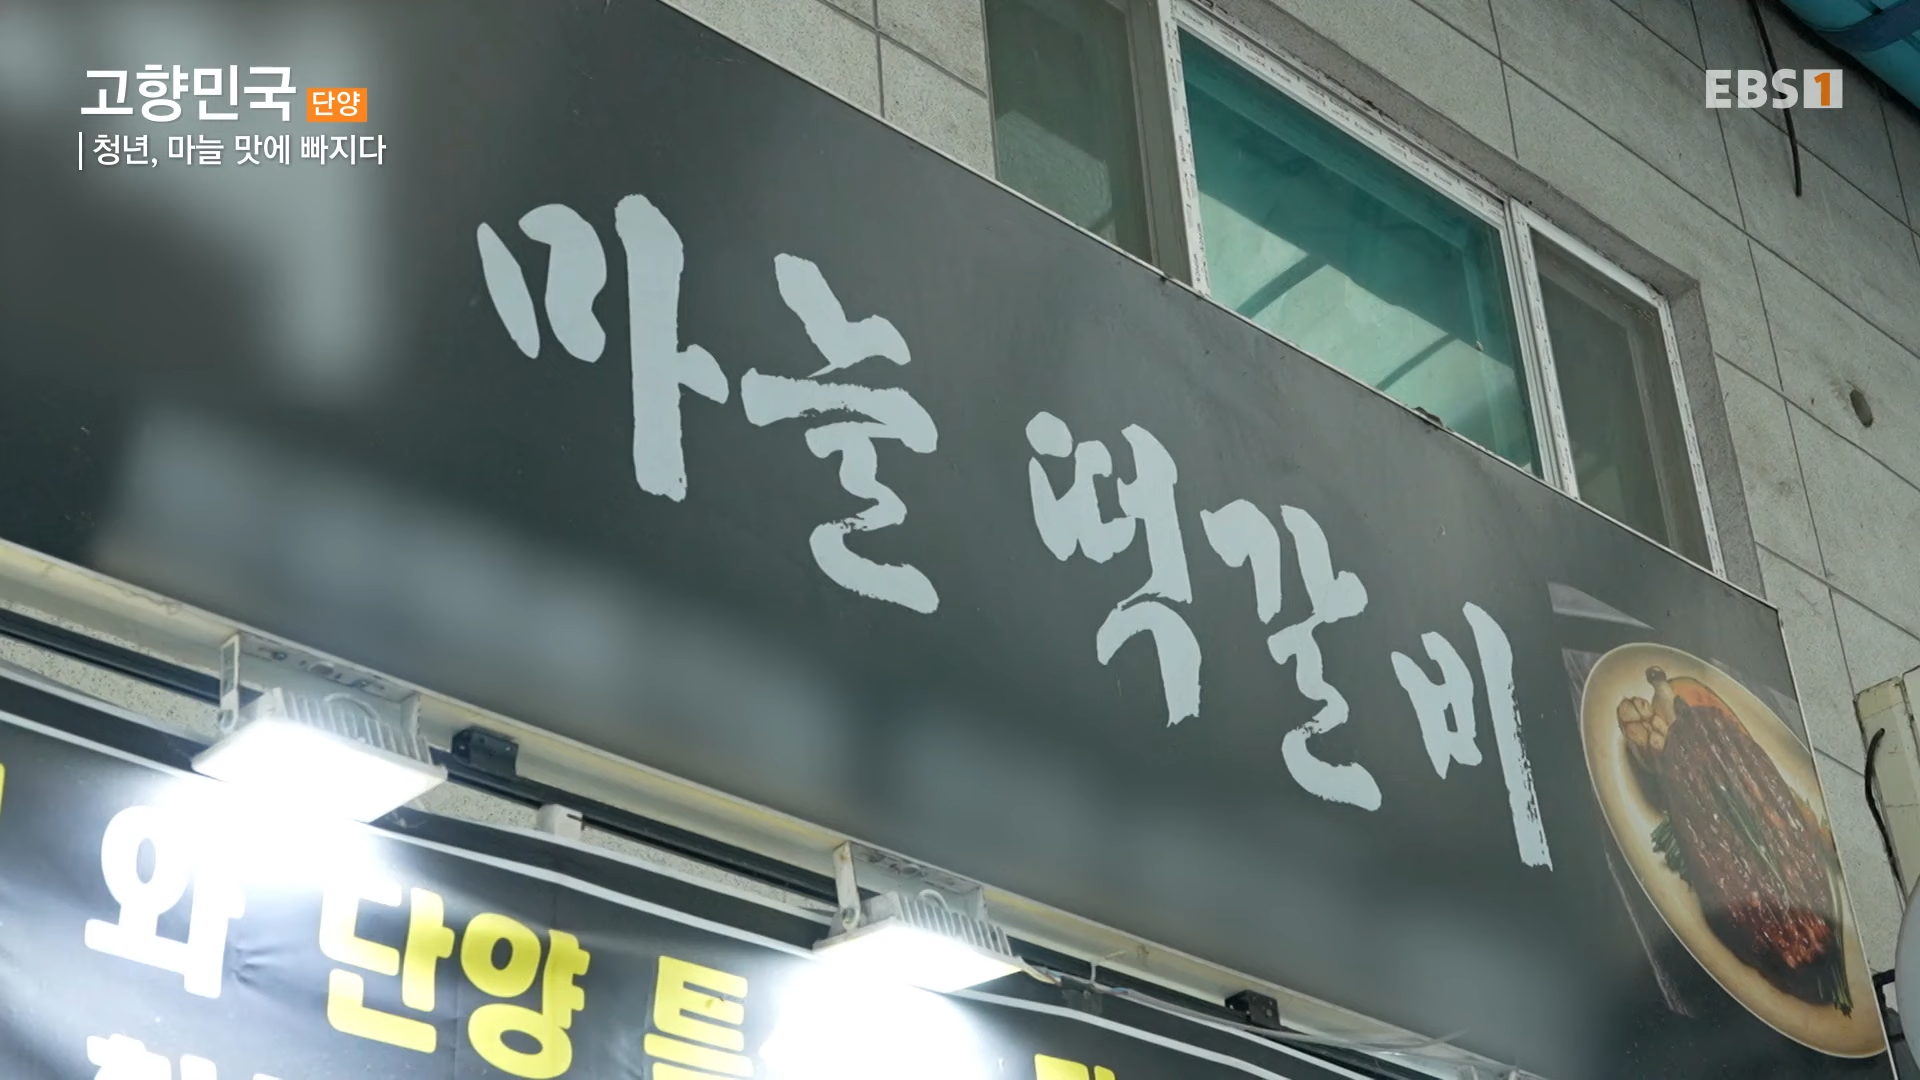 고향민국 단양
청년, 마늘 맛에 빠지다
EBS1
마늘 떡갈비
와 단양 특